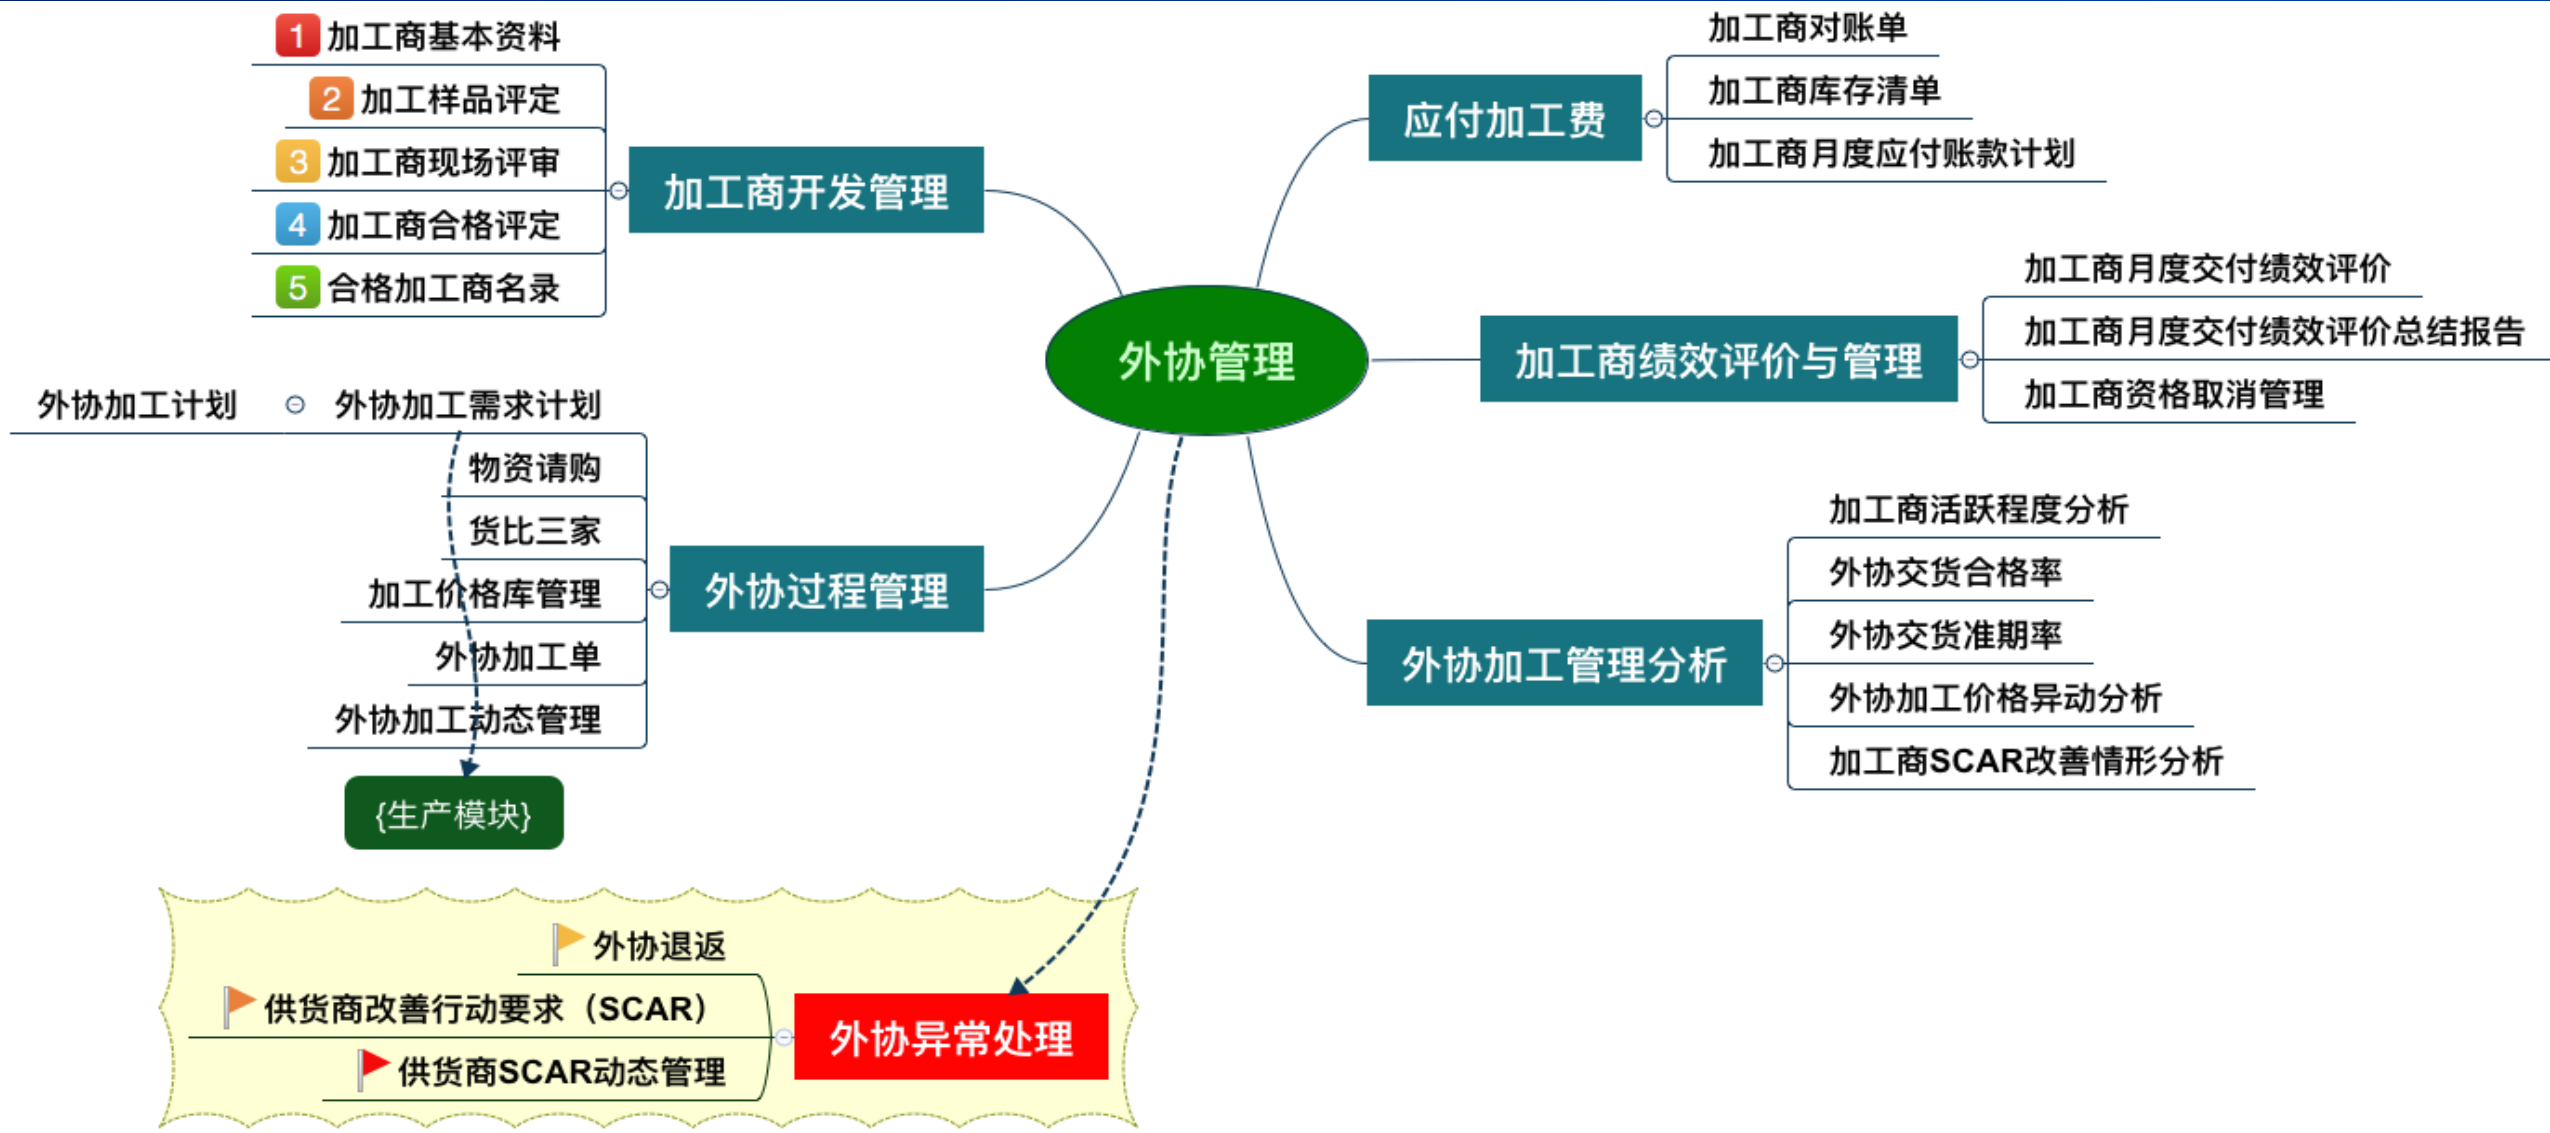 外协管理
加工商开发管理
1 加工商基本资料
2 加工样品评定
3 加工商现场评审
4 加工商合格评定
5 合格加工商名录
外协过程管理
外协加工需求计划
外协加工计划
物资请购
货比三家
加工价格库管理
外协加工单
外协加工动态管理
{生产模块}
应付加工费
加工商对账单
加工商库存清单
加工商月度应付账款计划
加工商绩效评价与管理
加工商月度交付绩效评价
加工商月度交付绩效评价总结报告
加工商资格取消管理
外协加工管理分析
加工商活跃程度分析
外协交货合格率
外协交货准期率
外协加工价格异动分析
加工商SCAR改善情形分析
外协异常处理
外协退返
供货商改善行动要求（SCAR）
供货商SCAR动态管理